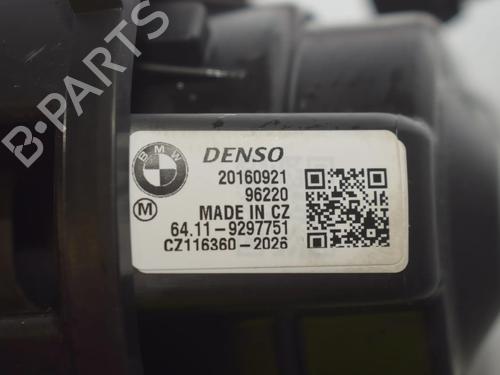 B-PARTS
BMW
DENSO
20160921
96220
M
MADE IN CZ
64.11-9297751
CZ116360-2026